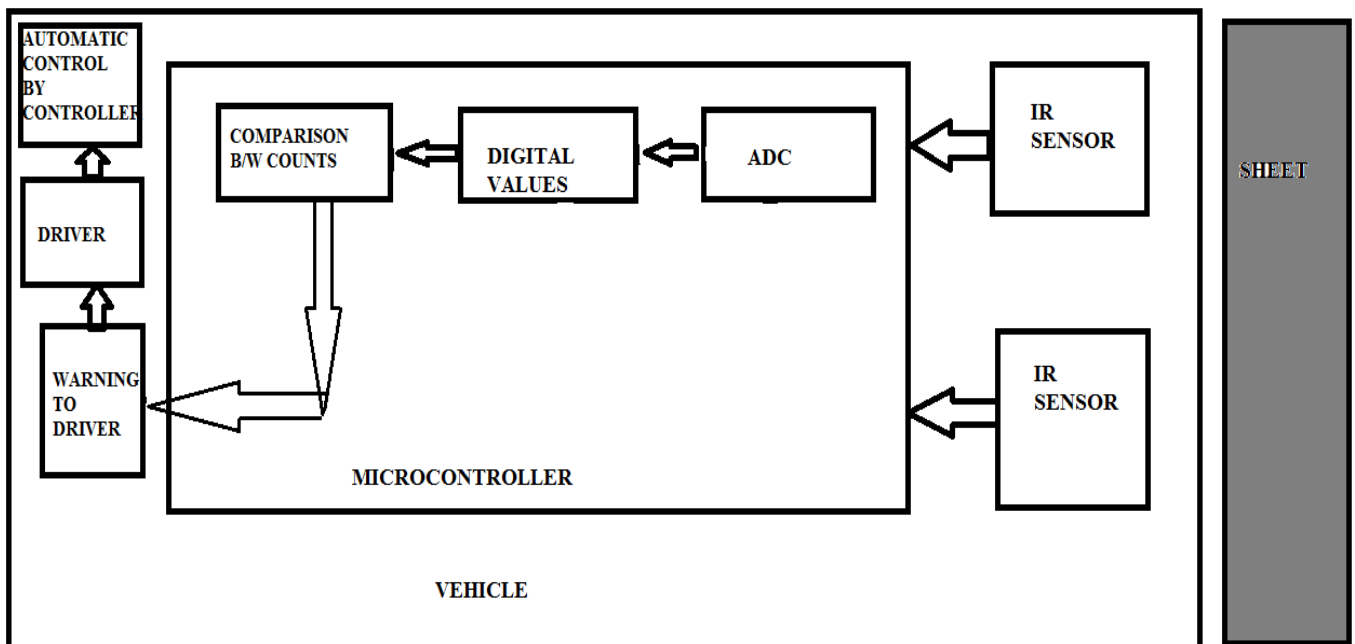 AUTOMATIC
CONTROL
BY
CONTROLLER
DRIVER
WARNING
TO
DRIVER
COMPARISON
B/W COUNTS
DIGITAL
VALUES
ADC
IR
SENSOR
SHEET
IR
SENSOR
MICROCONTROLLER
VEHICLE